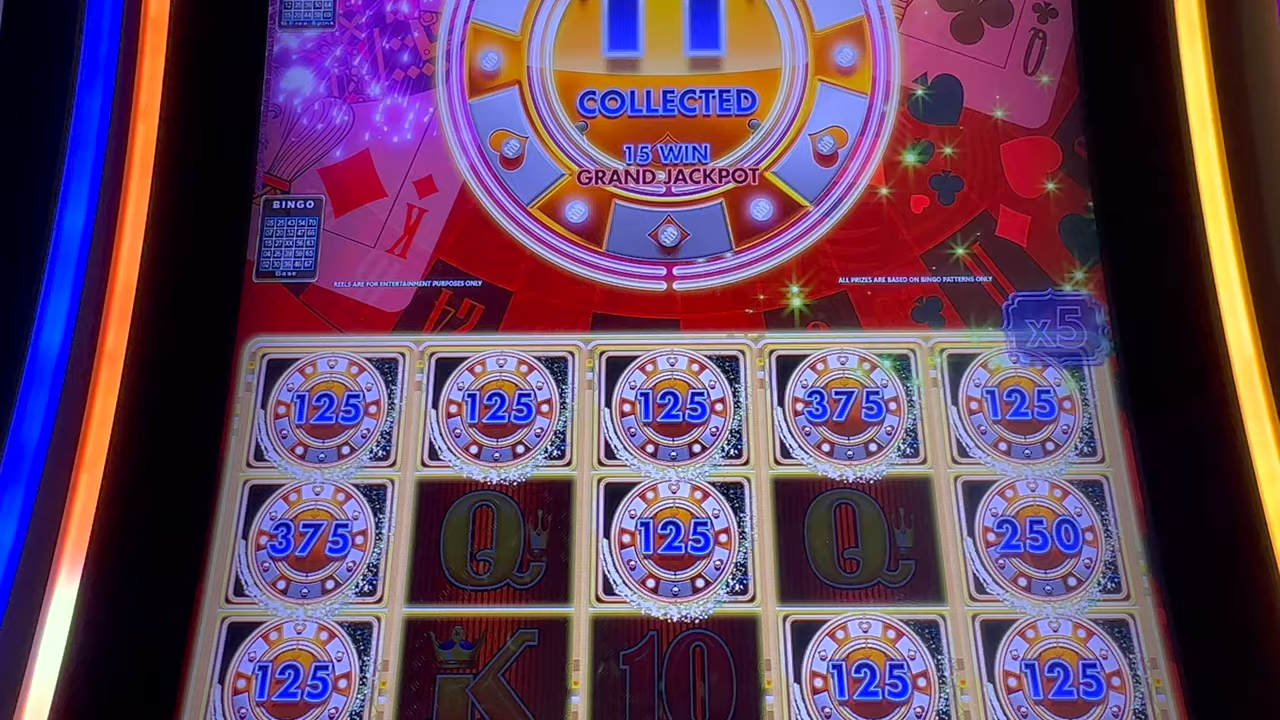 COLLECTED
15 WIN
GRAND JACKPOT
BINGO
Base
REELS ARE FOR ENTERTAINMENT PURPOSES ONLY
ALL PRIZES ARE BASED ON BINGO PATTERNS ONLY
x5
125 125 125 375 125
375 Q 125 Q 250
125 K 10 125 125